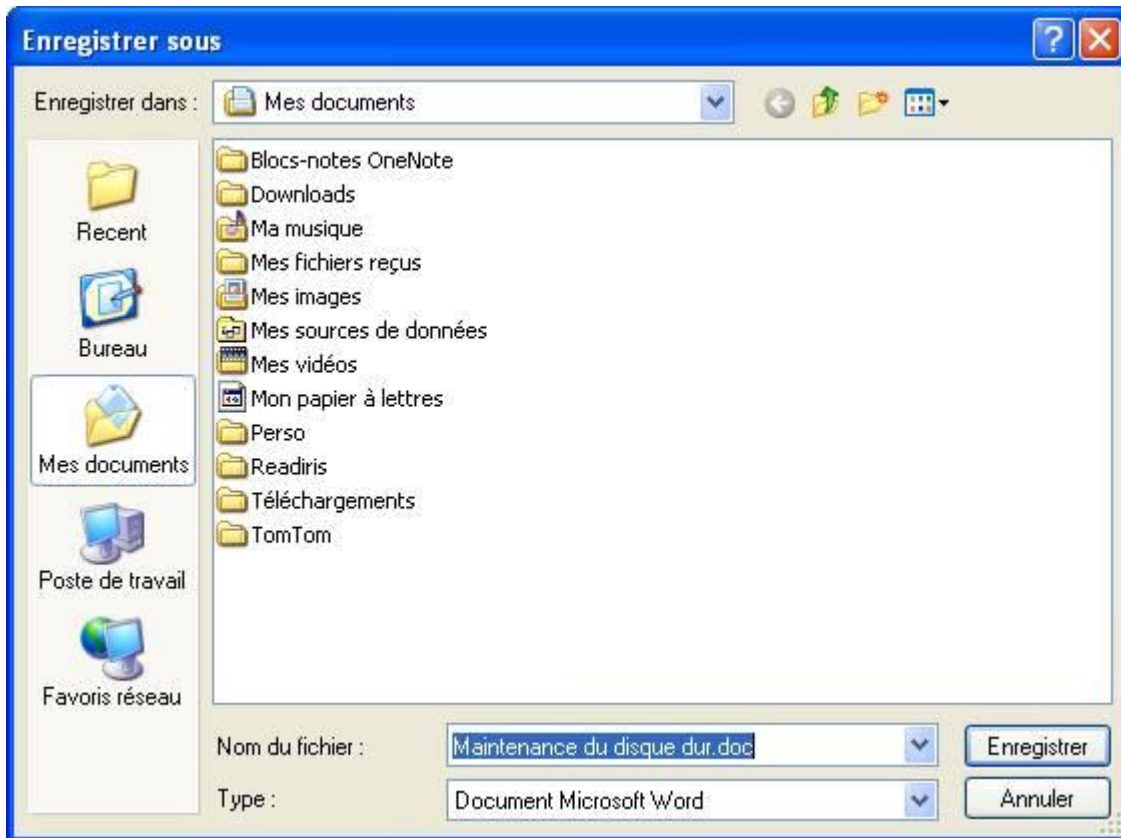 Enregistrer sous
?
Enregistrer dans :
Mes documents
Recent
Bureau
Mes documents
Poste de travail
Favoris réseau
Blocs-notes OneNote
Downloads
Ma musique
Mes fichiers reçus
Mes images
Mes sources de données
Mes vidéos
Mon papier à lettres
Perso
Readiris
Téléchargements
TomTom
Nom du fichier :
Maintenance du disque dur.doc
Enregistrer
Type :
Document Microsoft Word
Annuler